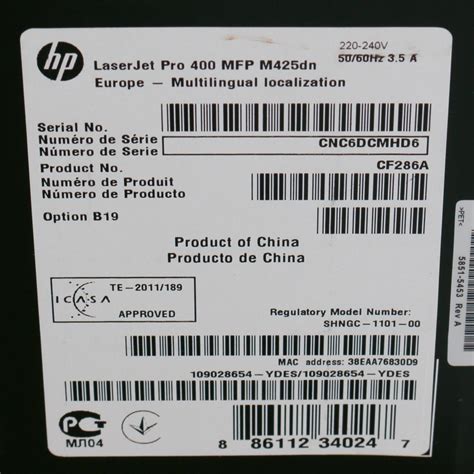 hp
LaserJet Pro 400 MFP M425dn
Europe — Multilingual localization
220-240V
50/60Hz 3.5 A
Serial No.
Numéro de Série
Número de Serie
CNC6DCMHD6
Product No.
Numéro de Produit
Número de Producto
CF286A
Option B19
Product of China
Producto de China
ICASA
TE-2011/189
APPROVED
Regulatory Model Number:
SHNGC-1101-00
MAC address: 38EAA76830D9
109028654-YDES/109028654-YDES
МЛ04
8 86112 34024 7
>PET<
5851-5453 Rev A